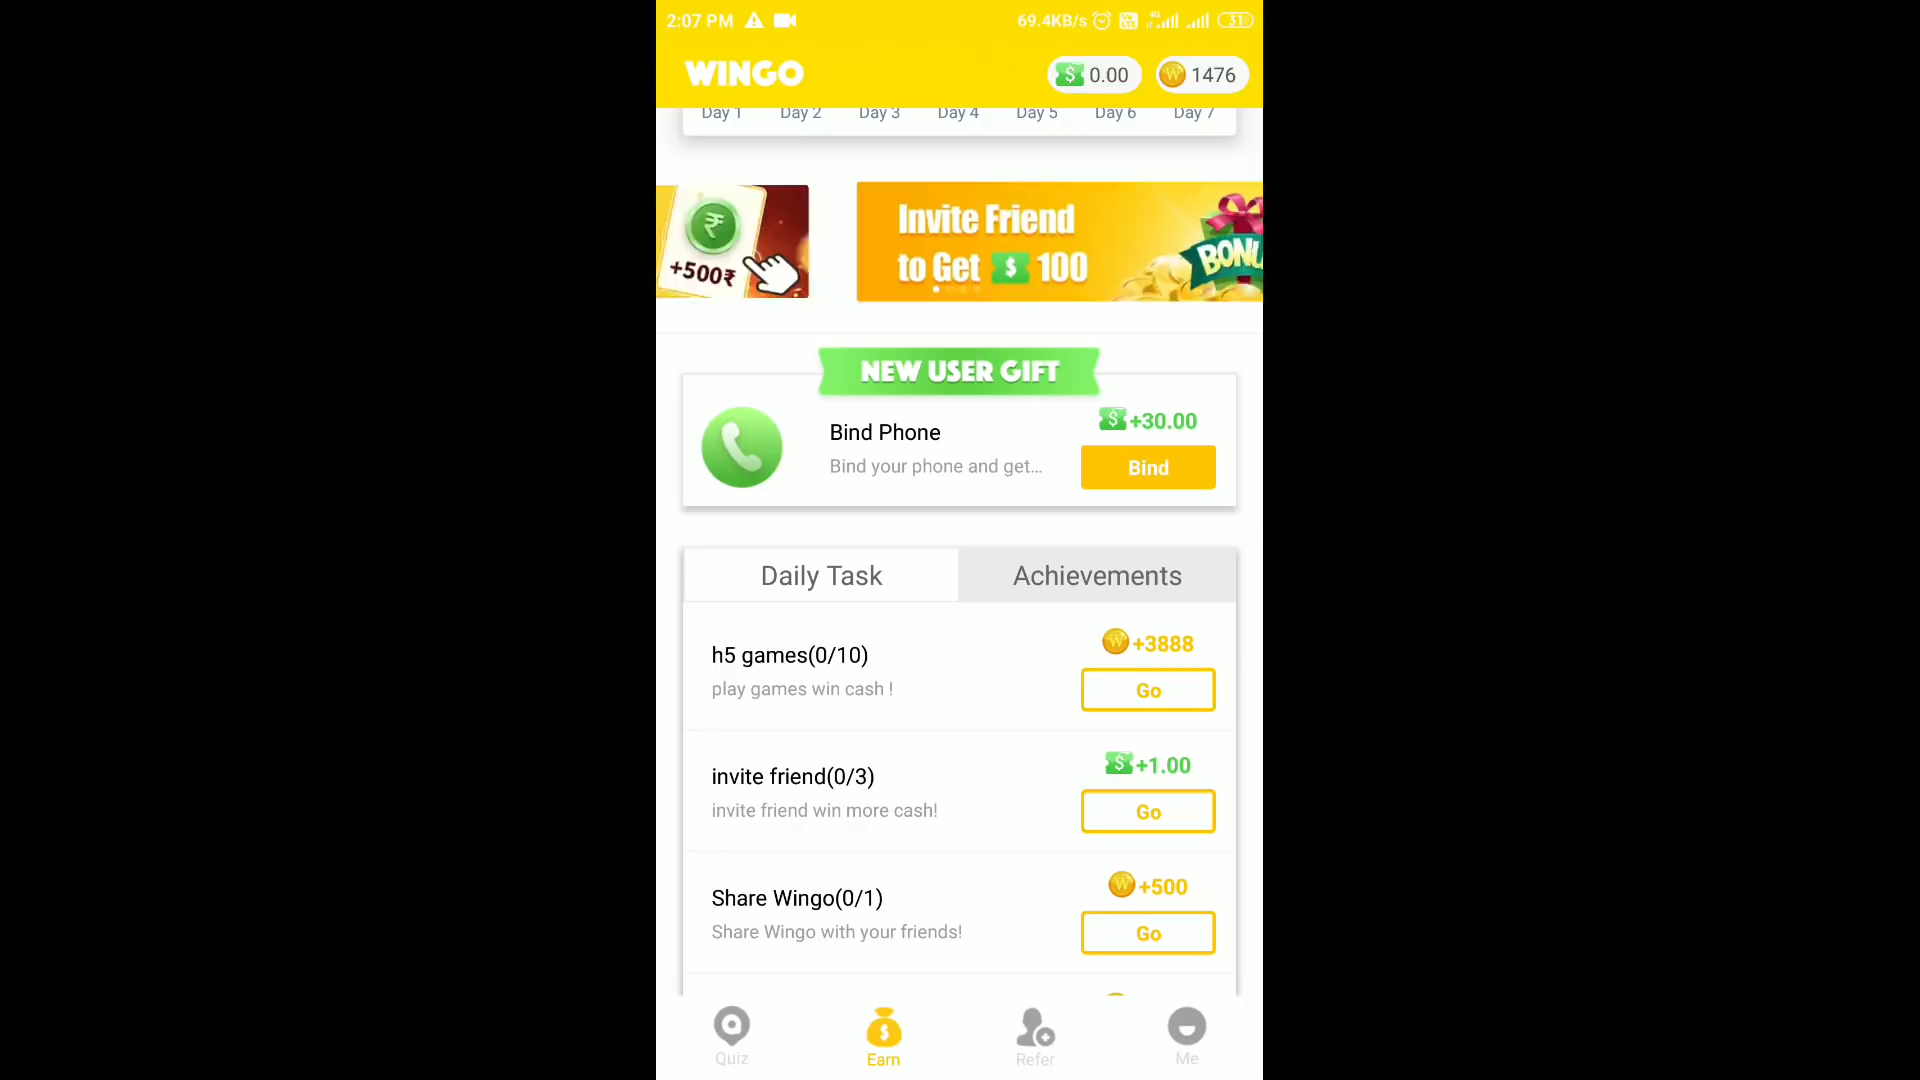 2:07 PM
69.4KB/s
4G
31
WINGO
$ 0.00
W 1476
Day 1 Day 2 Day 3 Day 4 Day 5 Day 6 Day 7
₹
+500₹
Invite Friend
to Get $ 100
NEW USER GIFT
Bind Phone
Bind your phone and get...
$ +30.00
Bind
Daily Task
Achievements
h5 games(0/10)
play games win cash !
W +3888
Go
invite friend(0/3)
invite friend win more cash!
$ +1.00
Go
Share Wingo(0/1)
Share Wingo with your friends!
W +500
Go
Quiz
$
Earn
Refer
Me